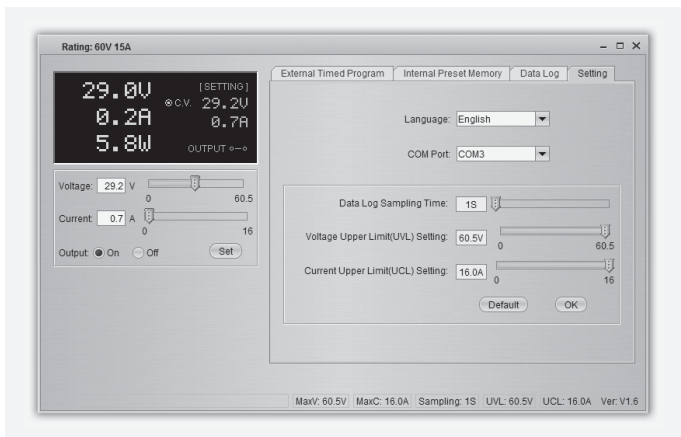 Rating: 60V 15A
29.0V [SETTING]
C.V. 29.2V
0.2A 0.7A
5.8W OUTPUT
Voltage: 29.2 V
0 60.5
Current: 0.7 A
0 16
Output: On Off Set
External Timed Program Internal Preset Memory Data Log Setting
Language: English
COM Port: COM3
Data Log Sampling Time: 1S
Voltage Upper Limit(UVL) Setting: 60.5V
0 60.5
Current Upper Limit(UCL) Setting: 16.0A
0 16
Default OK
MaxV: 60.5V MaxC: 16.0A Sampling: 1S UVL: 60.5V UCL: 16.0A Ver: V1.6